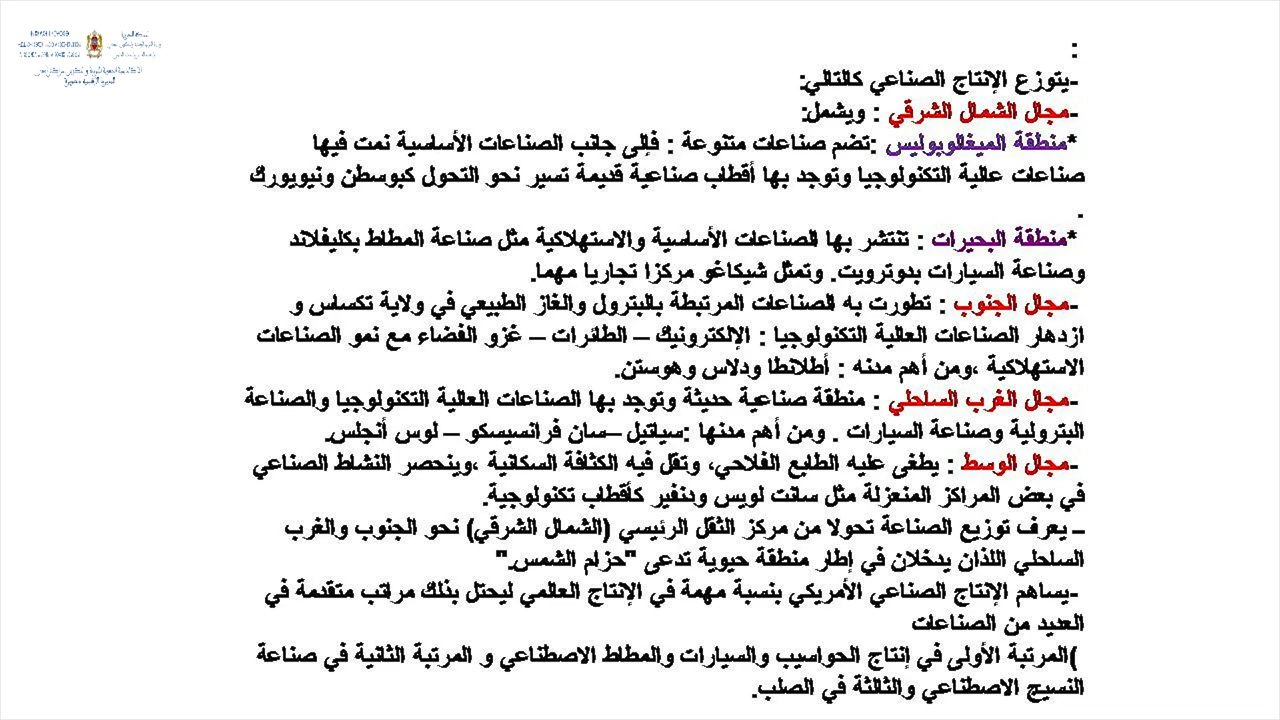 :
-يتوزع الإنتاج الصناعي كالتالي:
-مجال الشمال الشرقي : ويشمل:
*منطقة الميغالوبوليس :تضم صناعات متنوعة : فإلى جانب الصناعات الأساسية نمت فيها
صناعات عالية التكنولوجيا وتوجد بها أقطاب صناعية قديمة تسير نحو التحول كبوسطن ونيويورك
.
*منطقة البحيرات : تنتشر بها الصناعات الأساسية والاستهلاكية مثل صناعة المطاط بكليفلاند
وصناعة السيارات بدوترويت. وتمثل شيكاغو مركزا تجاريا مهما.
-مجال الجنوب : تطورت به الصناعات المرتبطة بالبترول والغاز الطبيعي في ولاية تكساس و
ازدهار الصناعات العالية التكنولوجيا : الإلكترونيك – الطائرات – غزو الفضاء مع نمو الصناعات
الاستهلاكية ،ومن أهم مدنه : أطلانطا ودلاس وهوستن.
-مجال الغرب الساحلي : منطقة صناعية حديثة وتوجد بها الصناعات العالية التكنولوجيا والصناعة
البترولية وصناعة السيارات . ومن أهم مدنها :سياتيل –سان فرانسيسكو – لوس أنجلس.
-مجال الوسط : يطغى عليه الطابع الفلاحي، وتقل فيه الكثافة السكانية ،وينحصر النشاط الصناعي
في بعض المراكز المنعزلة مثل سانت لويس ودنفير كأقطاب تكنولوجية.
– يعرف توزيع الصناعة تحولا من مركز الثقل الرئيسي (الشمال الشرقي) نحو الجنوب والغرب
الساحلي اللذان يدخلان في إطار منطقة حيوية تدعى "حزام الشمس."
-يساهم الإنتاج الصناعي الأمريكي بنسبة مهمة في الإنتاج العالمي ليحتل بذلك مراتب متقدمة في
العديد من الصناعات
)المرتبة الأولى في إنتاج الحواسيب والسيارات والمطاط الاصطناعي و المرتبة الثانية في صناعة
النسيج الاصطناعي والثالثة في الصلب.